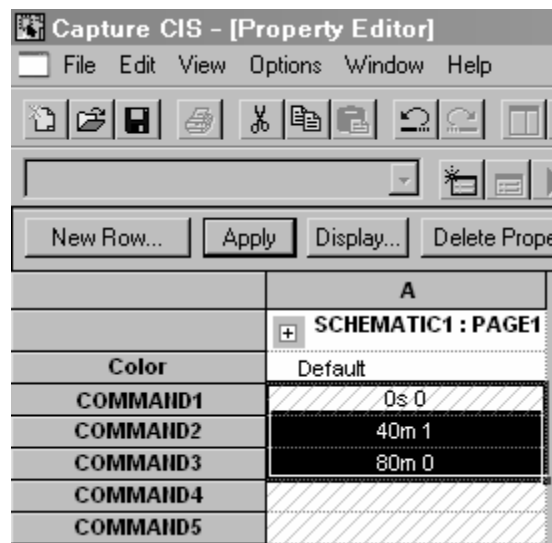 Capture CIS - [Property Editor]
File Edit View Options Window Help
New Row... Apply Display... Delete Prope
A
SCHEMATIC1 : PAGE1
Color Default
COMMAND1 0s 0
COMMAND2 40m 1
COMMAND3 80m 0
COMMAND4
COMMAND5